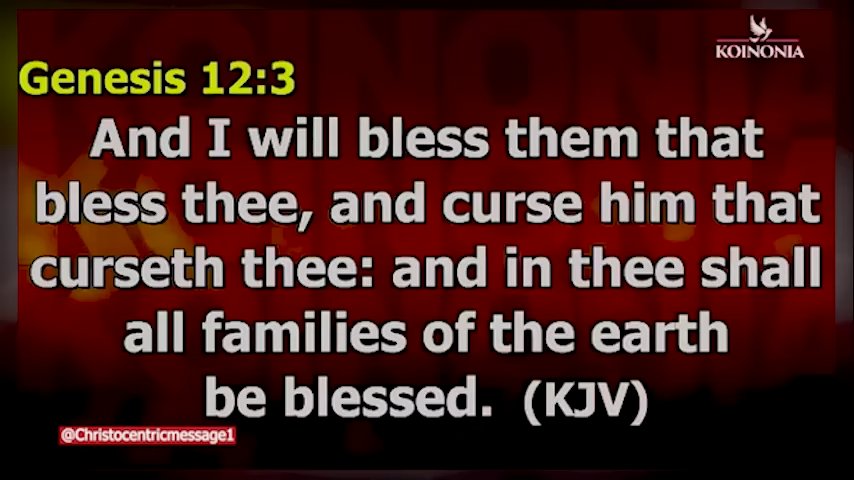 KOINONIA
Genesis 12:3
And I will bless them that
bless thee, and curse him that
curseth thee: and in thee shall
all families of the earth
be blessed. (KJV)
@Christocentricmessage1